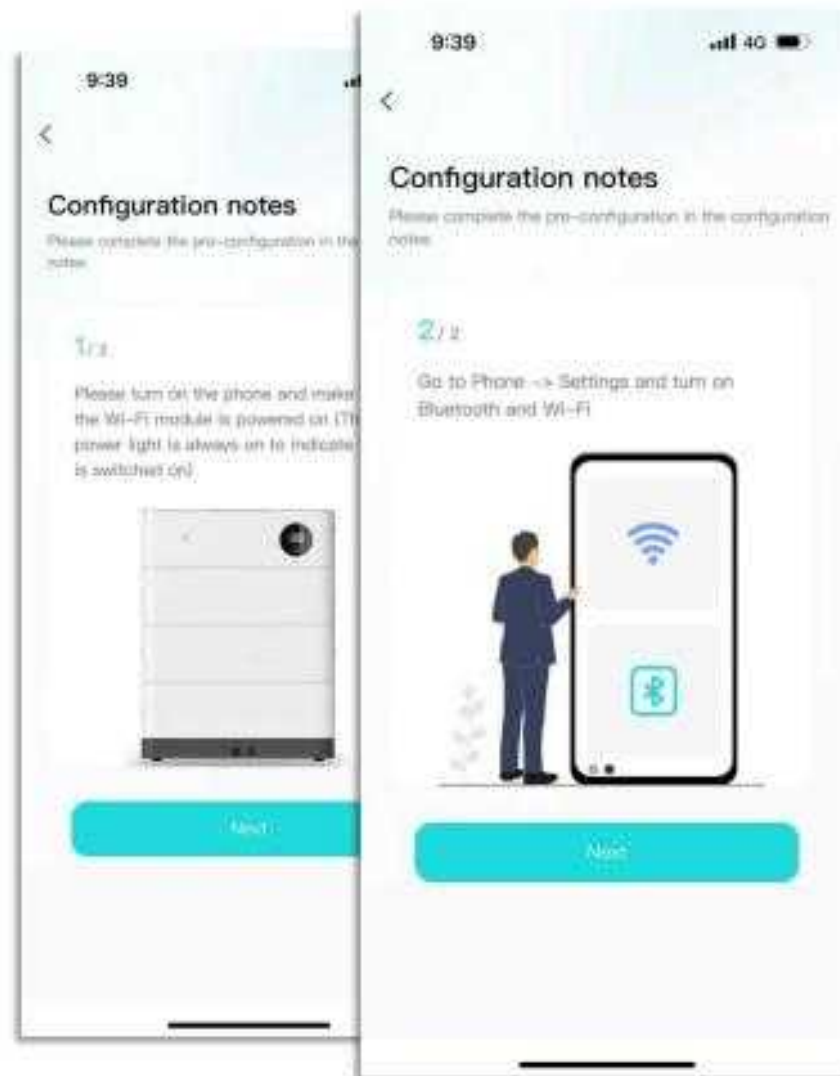 9:39
Configuration notes
Please complete the pre-configuration in the
notes
1/2
Please turn on the phone and make
the Wi-Fi module is powered on (Th
power light is always on to indicate
is switched on)
Next
9:39
4G
Configuration notes
Please complete the pre-configuration in the configuration
notes
2/2
Go to Phone -> Settings and turn on
Bluetooth and Wi-Fi
Next